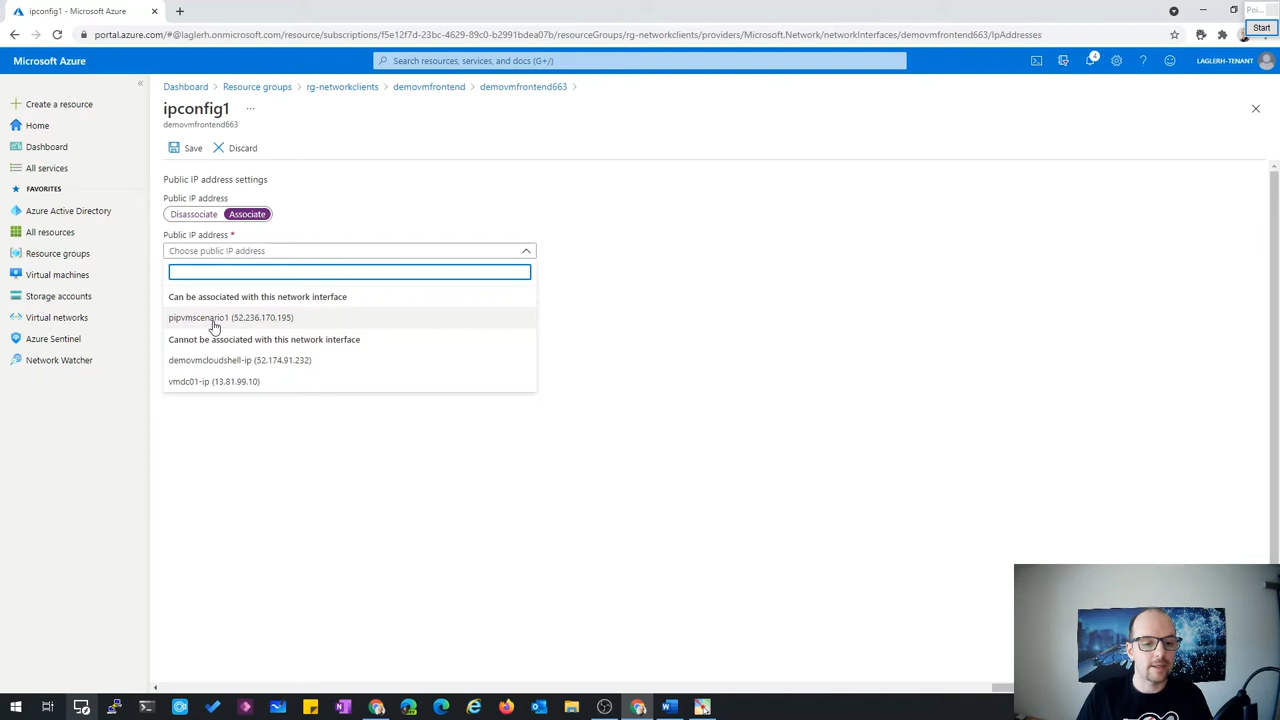 ipconfig1 - Microsoft Azure
Poi...
Start
portal.azure.com/#@laglerh.onmicrosoft.com/resource/subscriptions/f5e12f7d-23bc-4629-89c0-b2991bdea07f/resourceGroups/rg-networkclients/providers/Microsoft.Network/networkInterfaces/demovmfrontend663/IpAddresses
Microsoft Azure
Search resources, services, and docs (G+/)
4
LAGLERH-TENANT
Create a resource
Home
Dashboard
All services
FAVORITES
Azure Active Directory
All resources
Resource groups
Virtual machines
Storage accounts
Virtual networks
Azure Sentinel
Network Watcher
Dashboard > Resource groups > rg-networkclients > demovmfrontend > demovmfrontend663 >
ipconfig1 ...
demovmfrontend663
Save
Discard
Public IP address settings
Public IP address
Disassociate Associate
Public IP address *
Choose public IP address
Can be associated with this network interface
pipvmscenario1 (52.236.170.195)
Cannot be associated with this network interface
demovmcloudshell-ip (52.174.91.232)
vmdc01-ip (13.81.99.10)